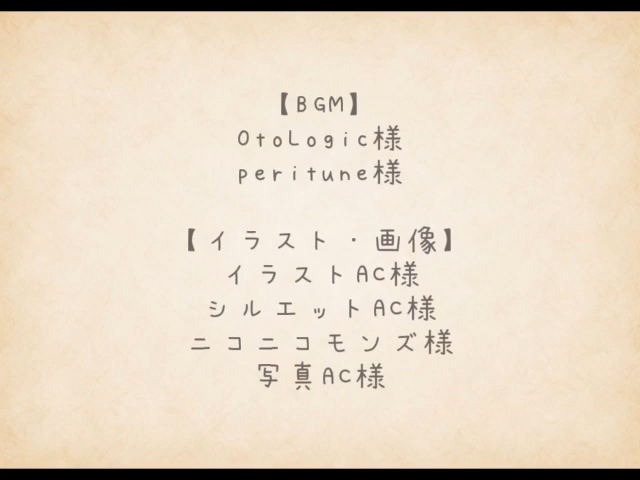 【BGM】
OtoLogic様
peritune様
【イラスト・画像】
イラストAC様
シルエットAC様
ニコニコモンズ様
写真AC様